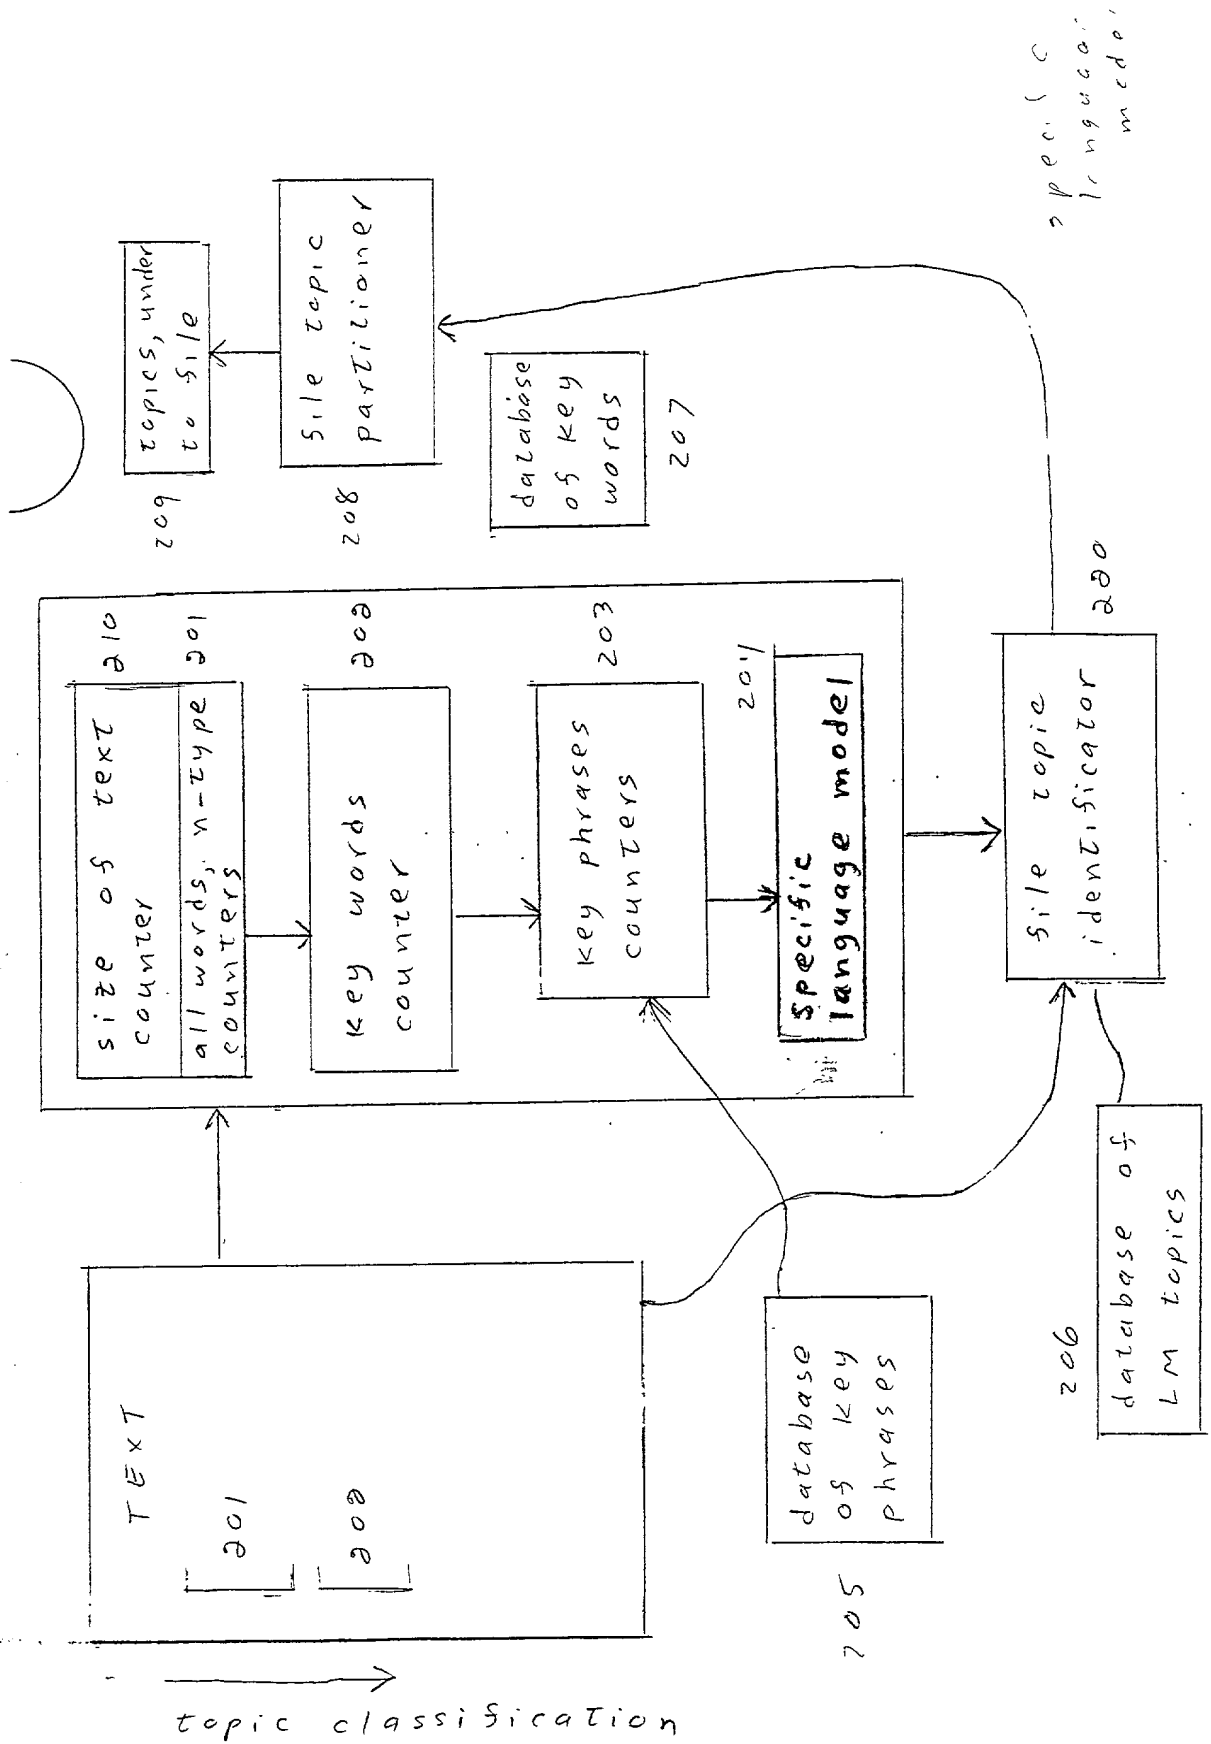 topic classification
TEXT
201
202
size of text
counter
210
all words, n-type
counters
201
key words
counter
202
key phrases
counters
203
Specific
language model
204
database
of key
phrases
205
database of
LM topics
206
file topic
identificator
220
database
of key
words
207
file topic
partitioner
208
topics, under
to file
209